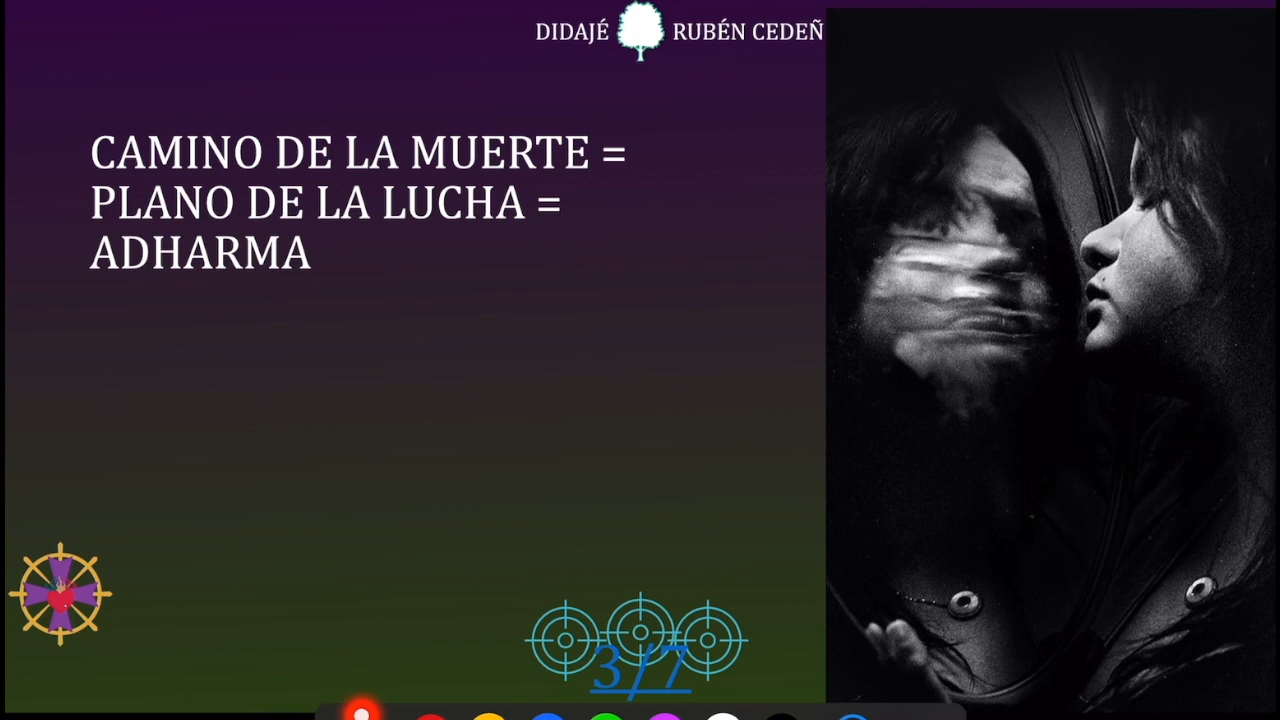 DIDAJÉ RUBÉN CEDEÑ
CAMINO DE LA MUERTE =
PLANO DE LA LUCHA =
ADHARMA
3/7